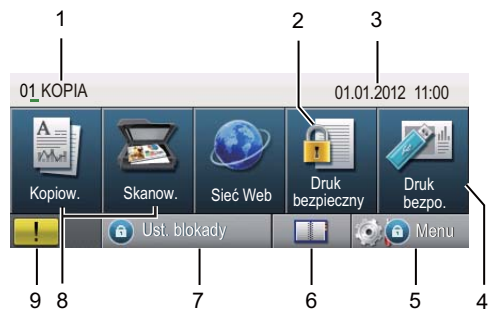 1
2
3
01 KOPIA
01.01.2012 11:00
Kopiow.
Skanow.
Sieć Web
Druk
bezpieczny
Druk
bezpo.
Ust. blokady
Menu
9
8
7
6
5
4